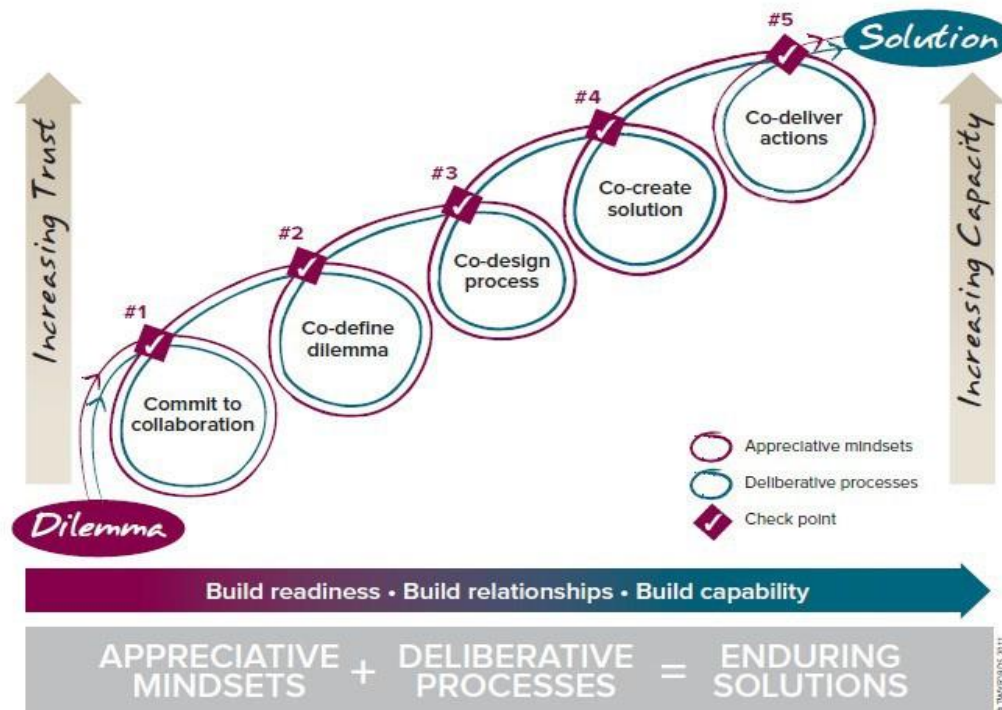 #5
Solution
Increasing Trust
Increasing Capacity
Co-deliver
actions
#4
Co-create
solution
#3
Co-design
process
#2
Co-define
dilemma
#1
Commit to
collaboration
Appreciative mindsets
Deliberative processes
Check point
Dilemma
Build readiness • Build relationships • Build capability
APPRECIATIVE
MINDSETS
+
DELIBERATIVE
PROCESSES
=
ENDURING
SOLUTIONS